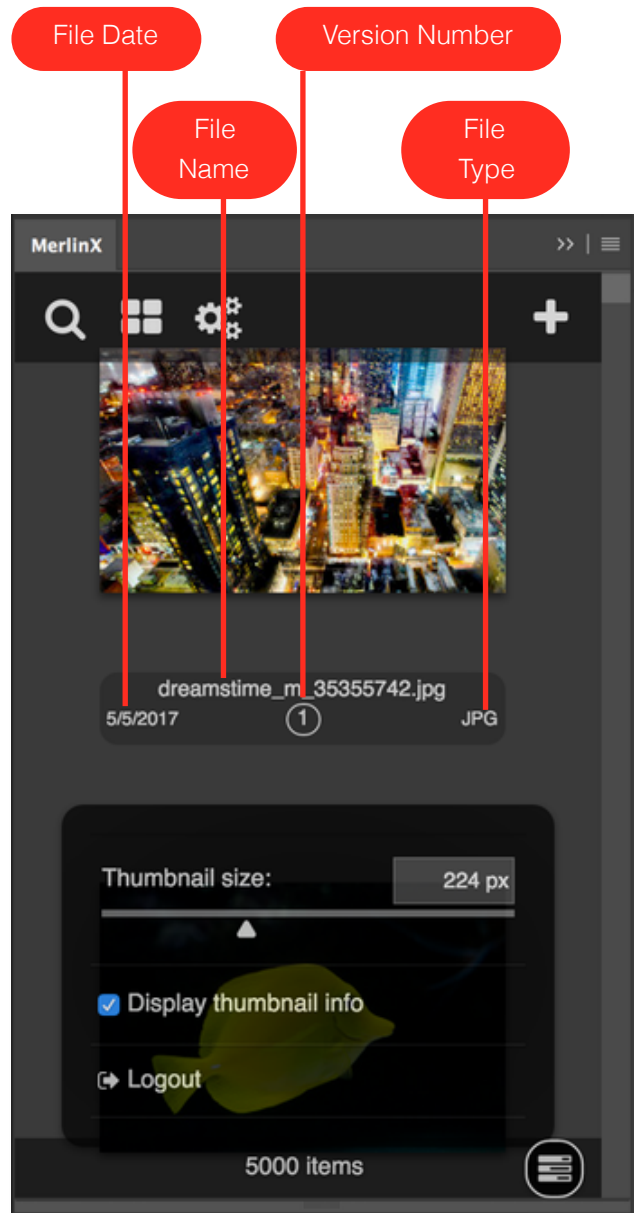 File Date
Version Number
File
Name
File
Type
MerlinX
dreamstime_m_35355742.jpg
5/5/2017 1 JPG
Thumbnail size: 224 px
Display thumbnail info
Logout
5000 items